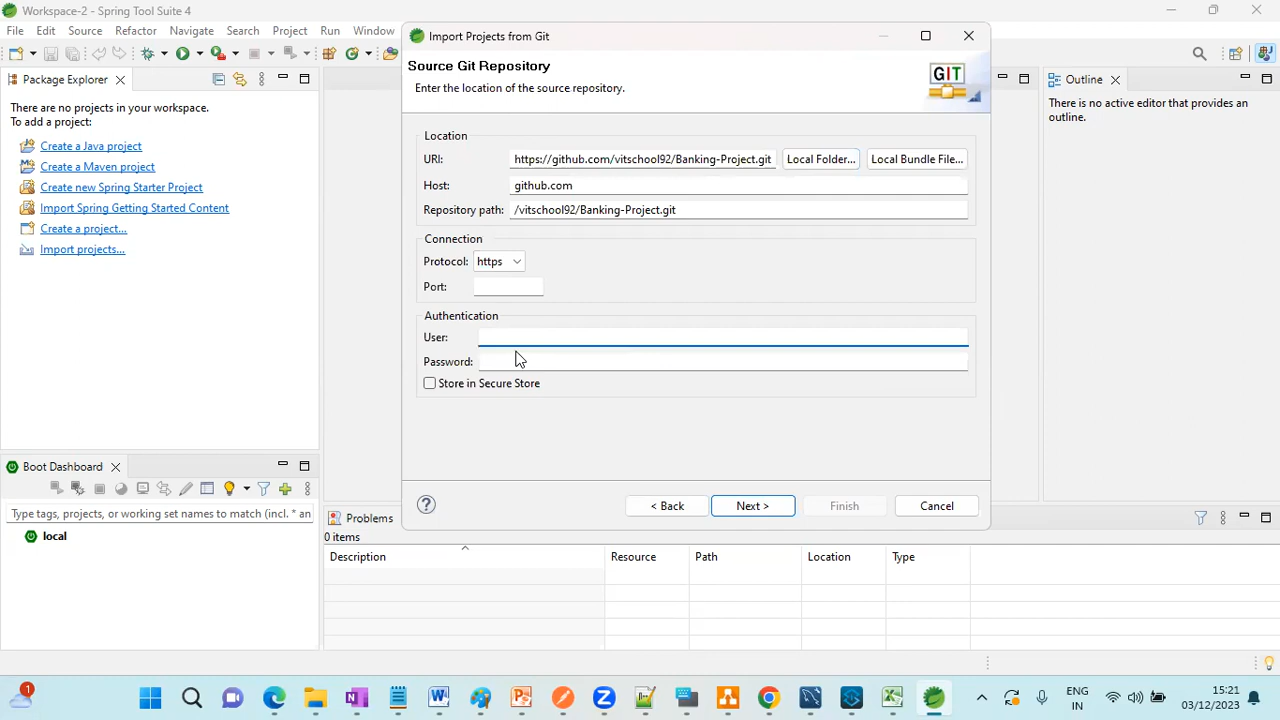 Workspace-2 - Spring Tool Suite 4
File Edit Source Refactor Navigate Search Project Run Window
Package Explorer
There are no projects in your workspace.
To add a project:
Create a Java project
Create a Maven project
Create new Spring Starter Project
Import Spring Getting Started Content
Create a project...
Import projects...
Boot Dashboard
Type tags, projects, or working set names to match (incl. * an
local
Import Projects from Git
Source Git Repository
Enter the location of the source repository.
GIT
Location
URI: https://github.com/vitschool92/Banking-Project.git Local Folder... Local Bundle File...
Host: github.com
Repository path: /vitschool92/Banking-Project.git
Connection
Protocol: https
Port:
Authentication
User:
Password:
Store in Secure Store
? < Back Next > Finish Cancel
Outline
There is no active editor that provides an
outline.
Problems
0 items
Description Resource Path Location Type
1
ENG
IN
15:21
03/12/2023